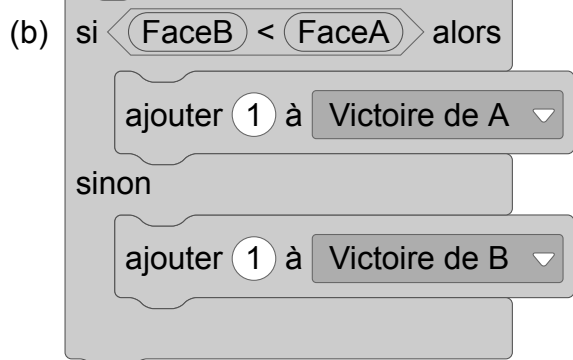 (b) si FaceB < FaceA alors
ajouter 1 à Victoire de A
sinon
ajouter 1 à Victoire de B